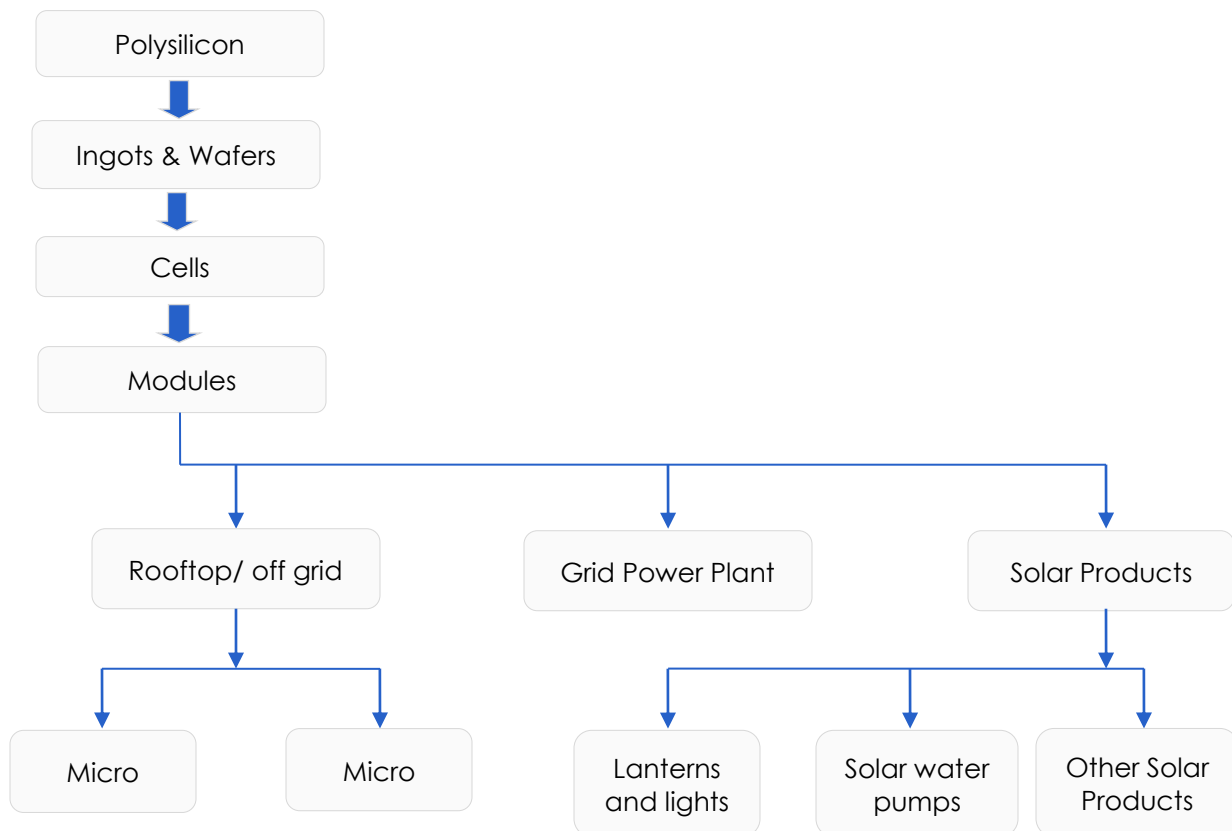 Polysilicon
Ingots & Wafers
Cells
Modules
Rooftop/ off grid
Grid Power Plant
Solar Products
Micro
Micro
Lanterns
and lights
Solar water
pumps
Other Solar
Products